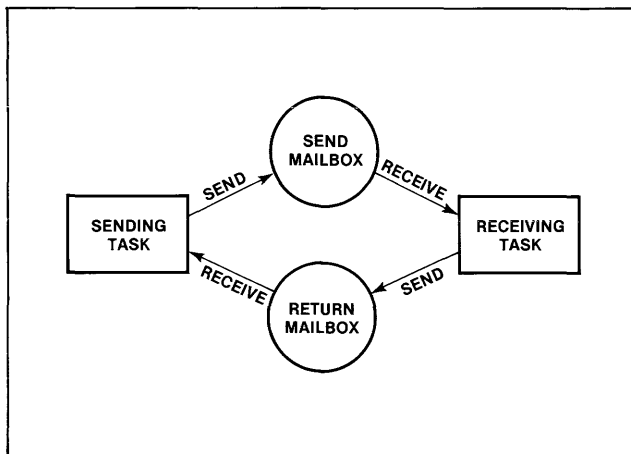 SEND
MAILBOX
SEND
RECEIVE
SENDING
TASK
RECEIVING
TASK
RECEIVE
SEND
RETURN
MAILBOX